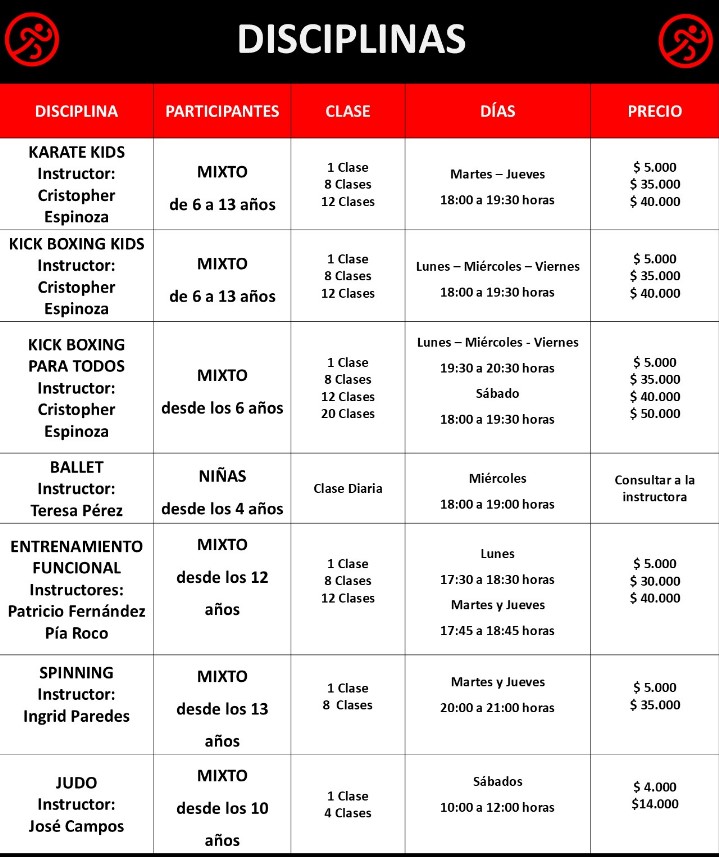 DISCIPLINAS
DISCIPLINA
PARTICIPANTES
CLASE
DÍAS
PRECIO
KARATE KIDS
Instructor:
Cristopher
Espinoza
MIXTO
de 6 a 13 años
1 Clase
8 Clases
12 Clases
Martes – Jueves
18:00 a 19:30 horas
$ 5.000
$ 35.000
$ 40.000
KICK BOXING KIDS
Instructor:
Cristopher
Espinoza
MIXTO
de 6 a 13 años
1 Clase
8 Clases
12 Clases
Lunes – Miércoles – Viernes
18:00 a 19:30 horas
$ 5.000
$ 35.000
$ 40.000
KICK BOXING
PARA TODOS
Instructor:
Cristopher
Espinoza
MIXTO
desde los 6 años
1 Clase
8 Clases
12 Clases
20 Clases
Lunes – Miércoles - Viernes
19:30 a 20:30 horas
Sábado
18:00 a 19:30 horas
$ 5.000
$ 35.000
$ 40.000
$ 50.000
BALLET
Instructor:
Teresa Pérez
NIÑAS
desde los 4 años
Clase Diaria
Miércoles
18:00 a 19:00 horas
Consultar a la
instructora
ENTRENAMIENTO
FUNCIONAL
Instructores:
Patricio Fernández
Pía Roco
MIXTO
desde los 12
años
1 Clase
8 Clases
12 Clases
Lunes
17:30 a 18:30 horas
Martes y Jueves
17:45 a 18:45 horas
$ 5.000
$ 30.000
$ 40.000
SPINNING
Instructor:
Ingrid Paredes
MIXTO
desde los 13
años
1 Clase
8 Clases
Martes y Jueves
20:00 a 21:00 horas
$ 5.000
$ 35.000
JUDO
Instructor:
José Campos
MIXTO
desde los 10
años
1 Clase
4 Clases
Sábados
10:00 a 12:00 horas
$ 4.000
$14.000